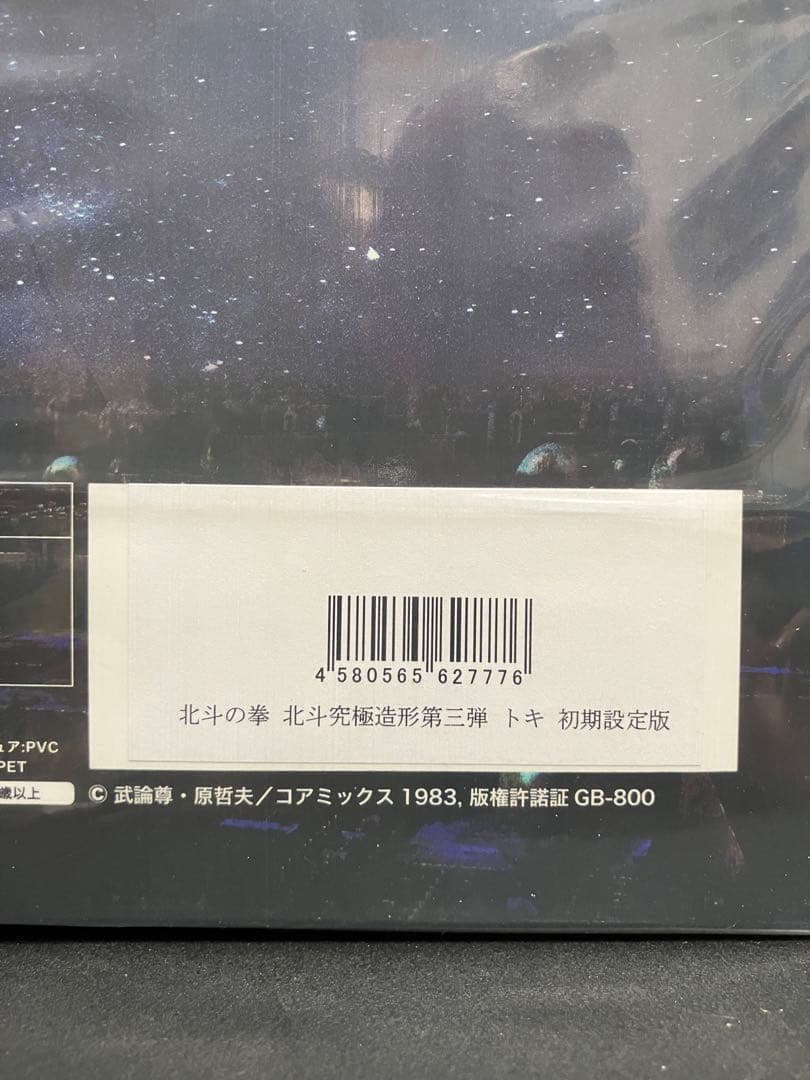 4 580565 627776
北斗の拳 北斗究極造形第三弾 トキ 初期設定版
ュア:PVC
PET
歳以上
© 武論尊・原哲夫／コアミックス 1983, 版権許諾証 GB-800